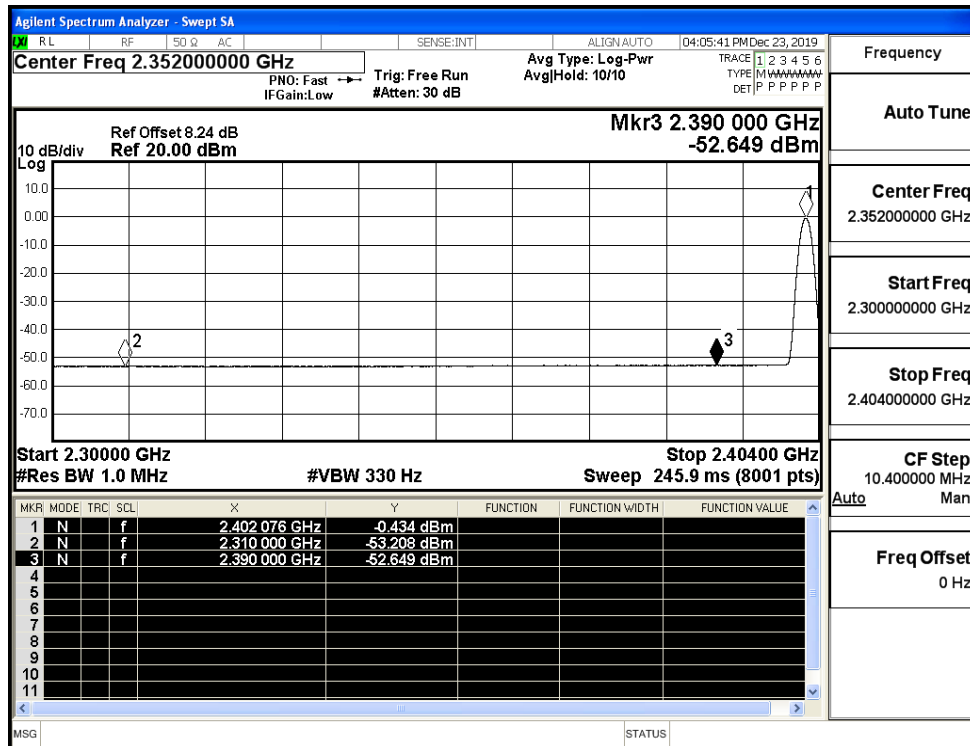 Agilent Spectrum Analyzer - Swept SA
LXI RL RF 50 Ω AC SENSE:INT ALIGN AUTO 04:05:41 PM Dec 23, 2019
Center Freq 2.352000000 GHz
PNO: Fast
IFGain:Low
Trig: Free Run
#Atten: 30 dB
Avg Type: Log-Pwr
Avg|Hold: 10/10
TRACE 1 2 3 4 5 6
TYPE M W W W W W
DET P P P P P P
Ref Offset 8.24 dB
10 dB/div Ref 20.00 dBm
Log
Mkr3 2.390 000 GHz
-52.649 dBm
10.0
0.00
-10.0
-20.0
-30.0
-40.0
-50.0
-60.0
-70.0
1
2
3
Start 2.30000 GHz Stop 2.40400 GHz
#Res BW 1.0 MHz #VBW 330 Hz Sweep 245.9 ms (8001 pts)
MKR MODE TRC SCL X Y FUNCTION FUNCTION WIDTH FUNCTION VALUE
1 N f 2.402 076 GHz -0.434 dBm
2 N f 2.310 000 GHz -53.208 dBm
3 N f 2.390 000 GHz -52.649 dBm
4
5
6
7
8
9
10
11
MSG STATUS
Frequency
Auto Tune
Center Freq
2.352000000 GHz
Start Freq
2.300000000 GHz
Stop Freq
2.404000000 GHz
CF Step
10.400000 MHz
Auto Man
Freq Offset
0 Hz